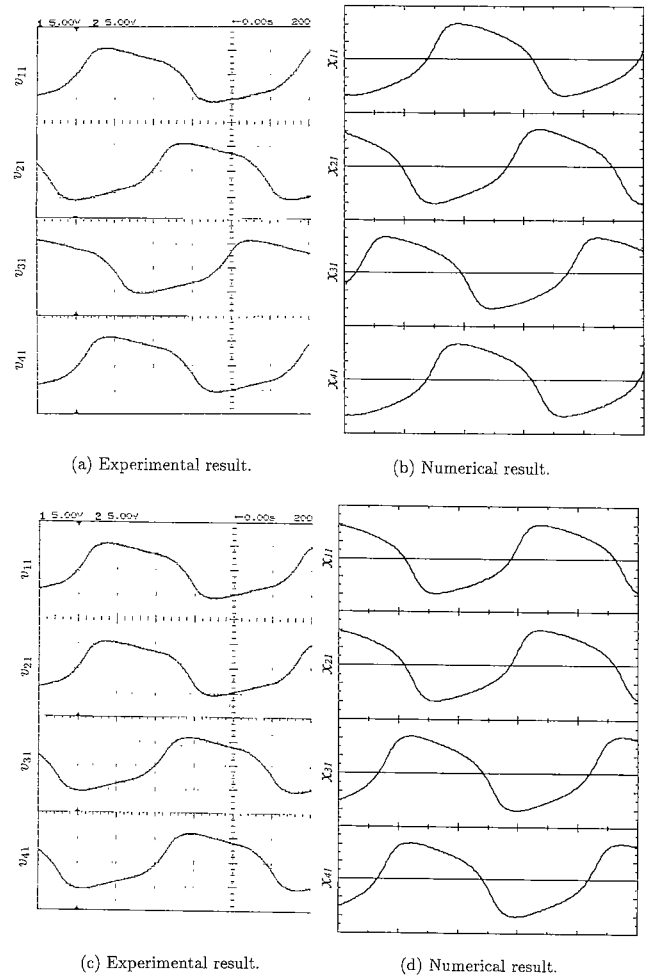 1 5.00V 2 5.00V ←0.00s 200
v11
v21
v31
v41
x11
x21
x31
x41
(a) Experimental result.
(b) Numerical result.
1 5.00V 2 5.00V ←0.00s 200
v11
v21
v31
v41
x11
x21
x31
x41
(c) Experimental result.
(d) Numerical result.